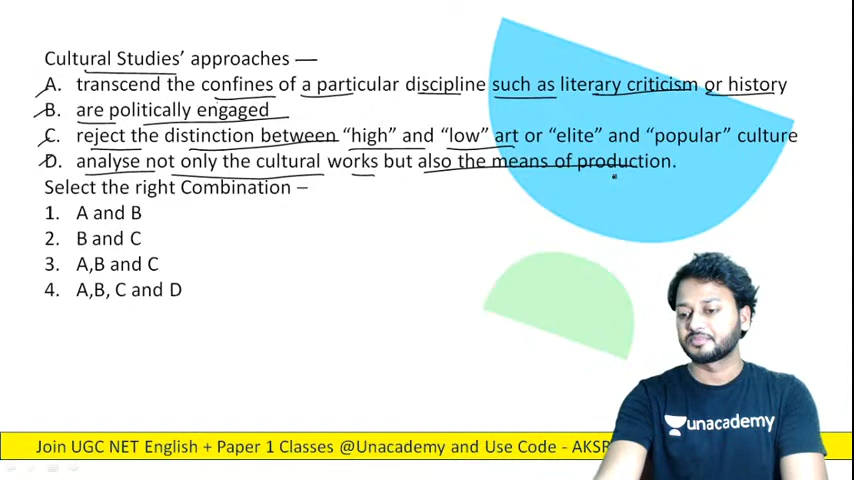 Cultural Studies' approaches —
A. transcend the confines of a particular discipline such as literary criticism or history
B. are politically engaged
C. reject the distinction between “high” and “low” art or “elite” and “popular” culture
D. analyse not only the cultural works but also the means of production.
Select the right Combination –
1. A and B
2. B and C
3. A,B and C
4. A,B, C and D
unacademy
Join UGC NET English + Paper 1 Classes @Unacademy and Use Code - AKSR